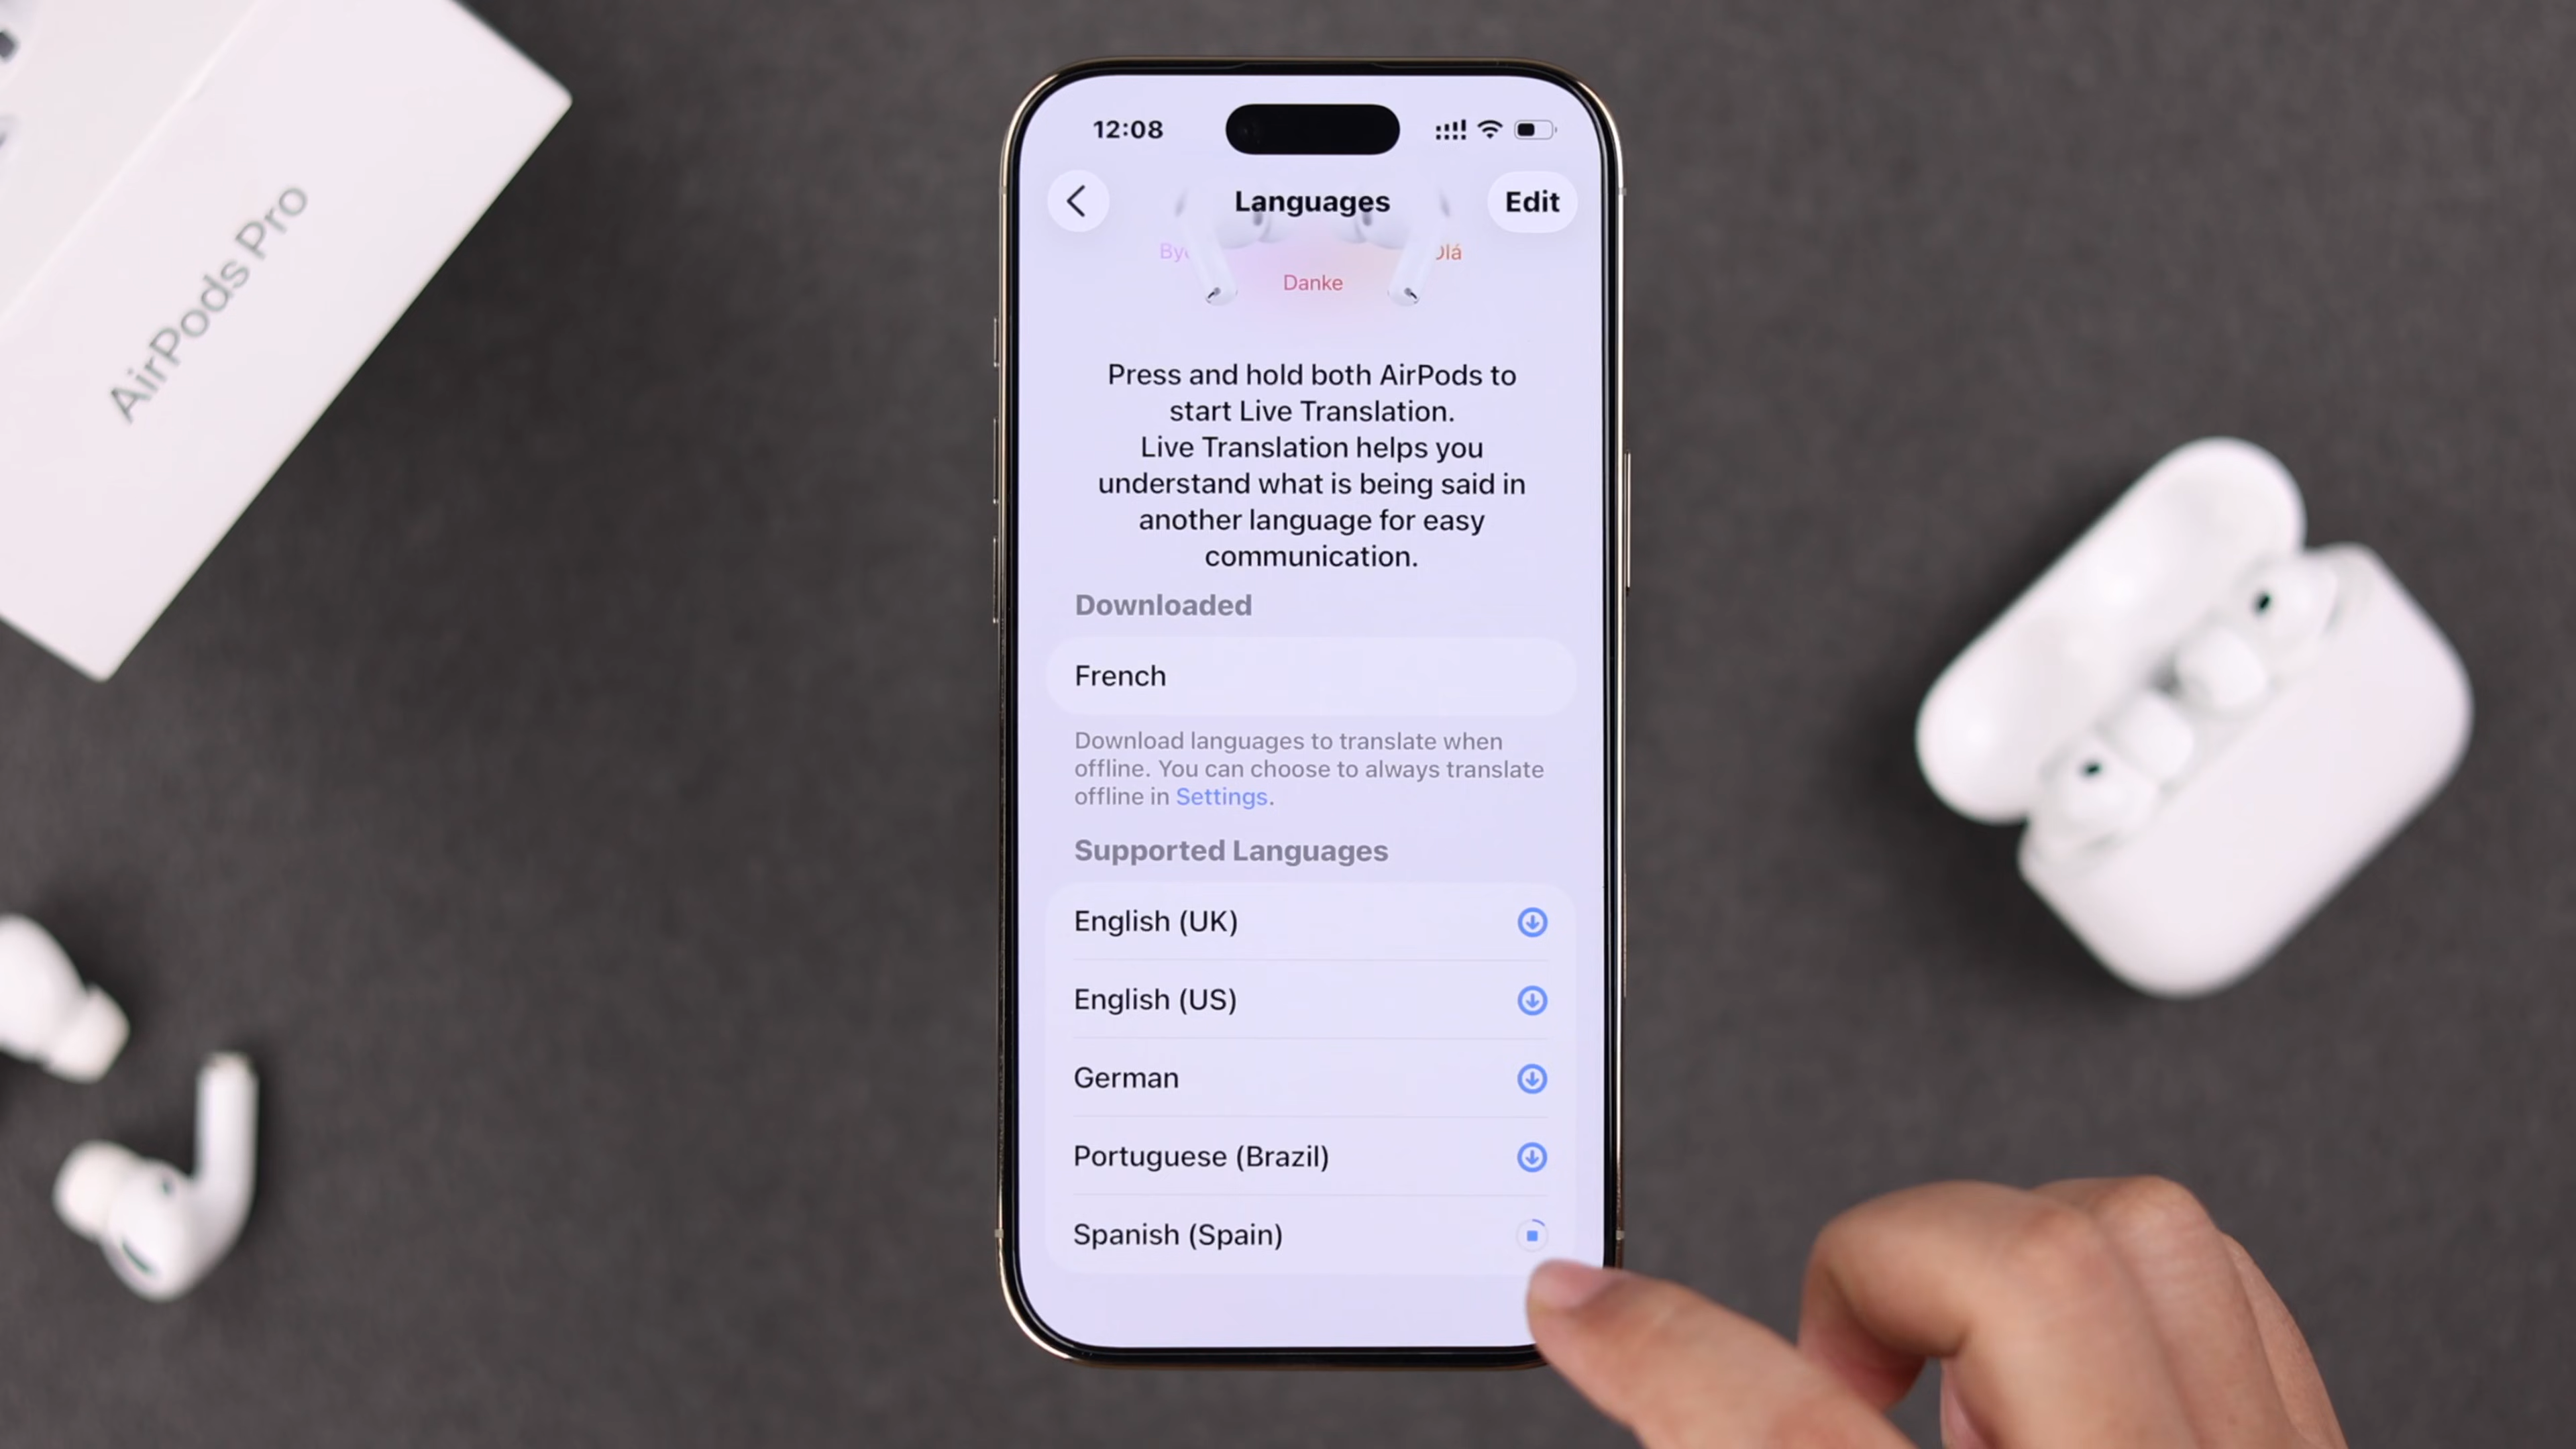 AirPods Pro
12:08
Languages
Edit
Danke
Press and hold both AirPods to
start Live Translation.
Live Translation helps you
understand what is being said in
another language for easy
communication.
Downloaded
French
Download languages to translate when
offline. You can choose to always translate
offline in Settings.
Supported Languages
English (UK)
English (US)
German
Portuguese (Brazil)
Spanish (Spain)